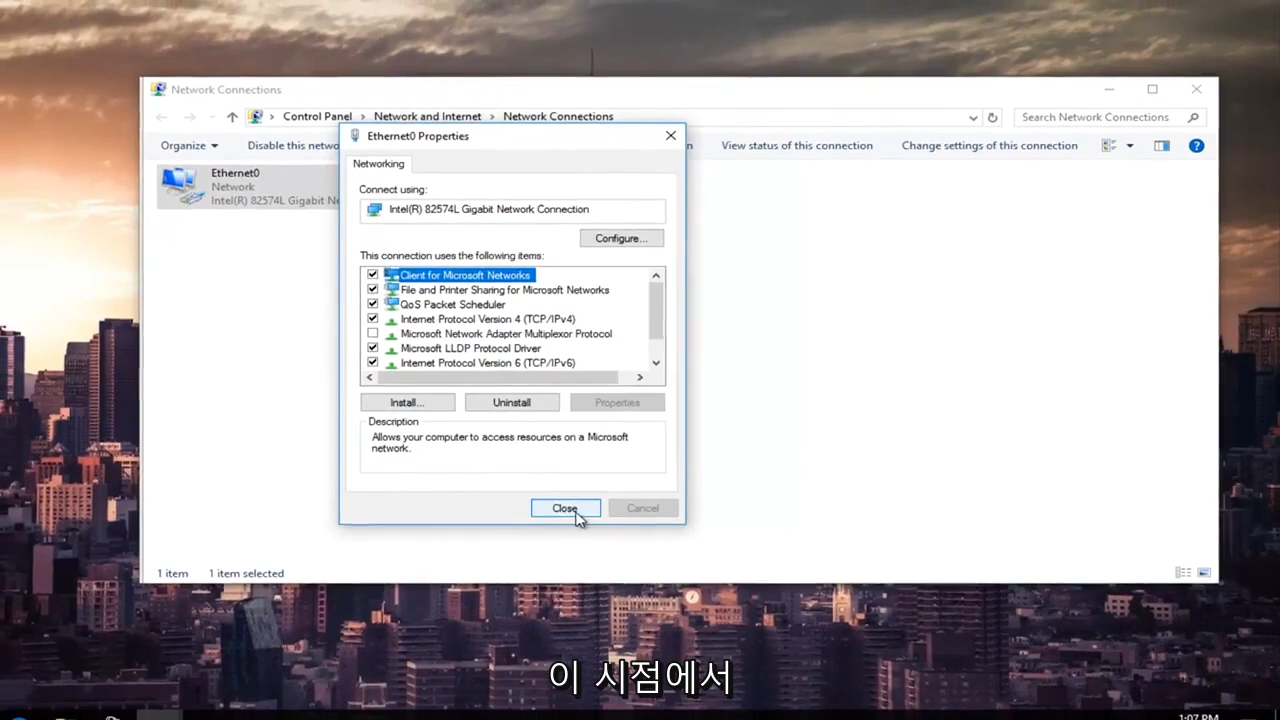 Network Connections
Control Panel > Network and Internet > Network Connections
Search Network Connections
Organize
Disable this netwo
View status of this connection
Change settings of this connection
Ethernet0
Network
Intel(R) 82574L Gigabit Ne
Ethernet0 Properties
Networking
Connect using:
Intel(R) 82574L Gigabit Network Connection
Configure...
This connection uses the following items:
Client for Microsoft Networks
File and Printer Sharing for Microsoft Networks
QoS Packet Scheduler
Internet Protocol Version 4 (TCP/IPv4)
Microsoft Network Adapter Multiplexor Protocol
Microsoft LLDP Protocol Driver
Internet Protocol Version 6 (TCP/IPv6)
Install...
Uninstall
Properties
Description
Allows your computer to access resources on a Microsoft
network.
Close
Cancel
1 item
1 item selected
이 시점에서
1:07 PM